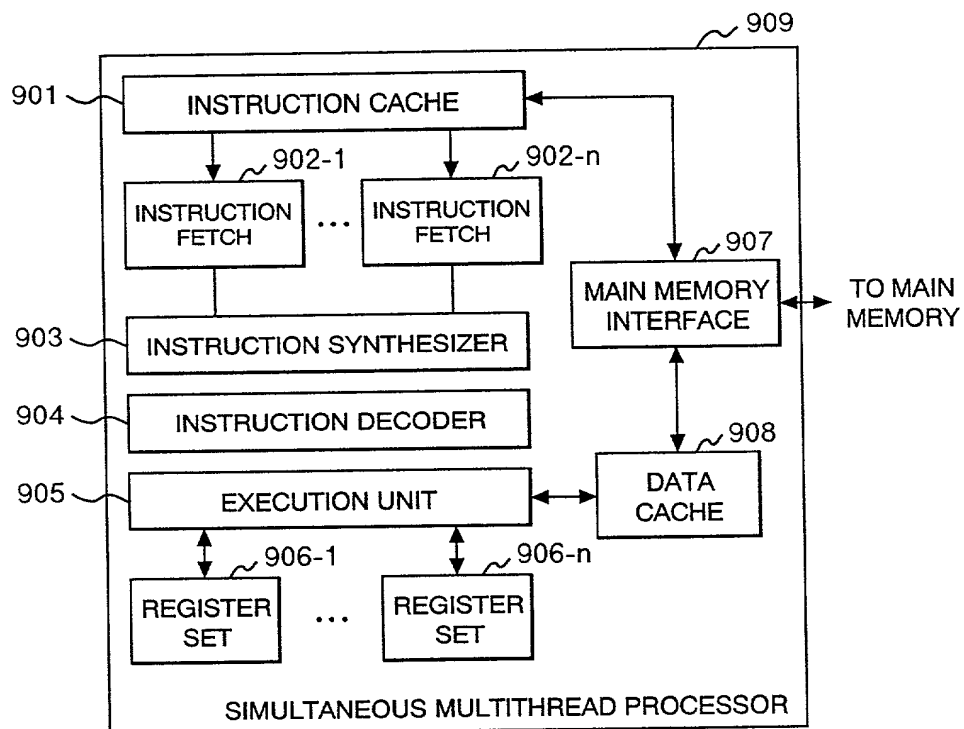 909
901
INSTRUCTION CACHE
902-1
902-n
INSTRUCTION
FETCH
...
INSTRUCTION
FETCH
907
MAIN MEMORY
INTERFACE
TO MAIN
MEMORY
903
INSTRUCTION SYNTHESIZER
904
INSTRUCTION DECODER
908
DATA
CACHE
905
EXECUTION UNIT
906-1
906-n
REGISTER
SET
...
REGISTER
SET
SIMULTANEOUS MULTITHREAD PROCESSOR